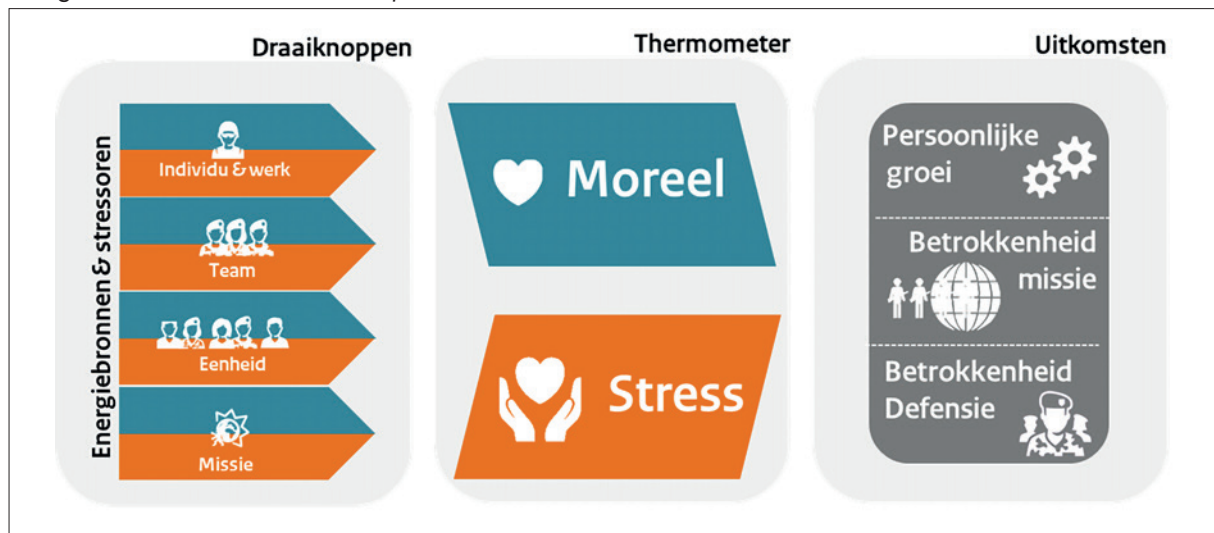 Draaiknoppen
Energiebronnen & stressoren
Individu & werk
Team
Eenheid
Missie
Thermometer
Moreel
Stress
Uitkomsten
Persoonlijke
groei
Betrokkenheid
missie
Betrokkenheid
Defensie